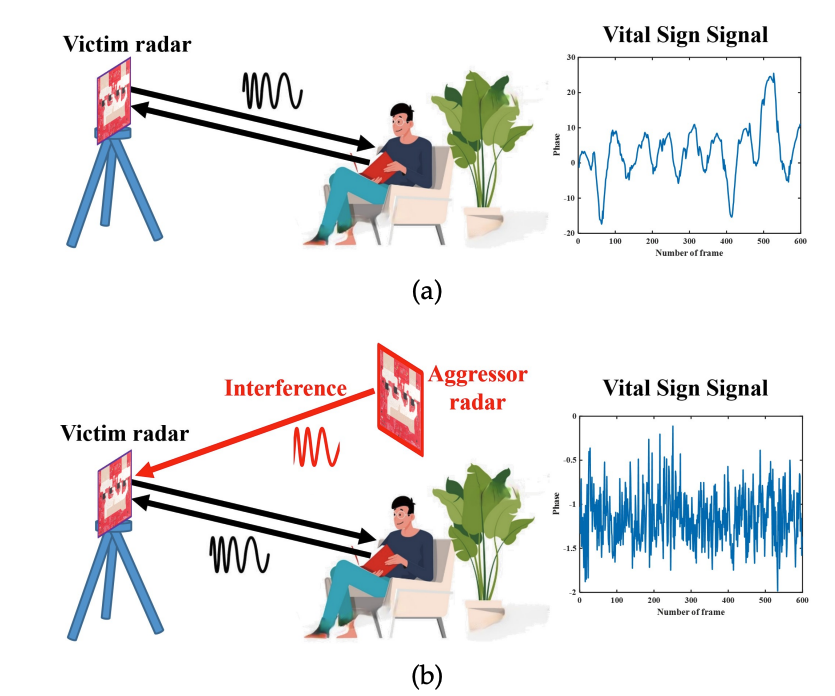 Victim radar
Vital Sign Signal
30
20
10
0
-10
-20
Phase
0 100 200 300 400 500 600
Number of frame
(a)
Interference
Aggressor
radar
Victim radar
Vital Sign Signal
0
-0.5
-1
-1.5
-2
Phase
0 100 200 300 400 500 600
Number of frame
(b)